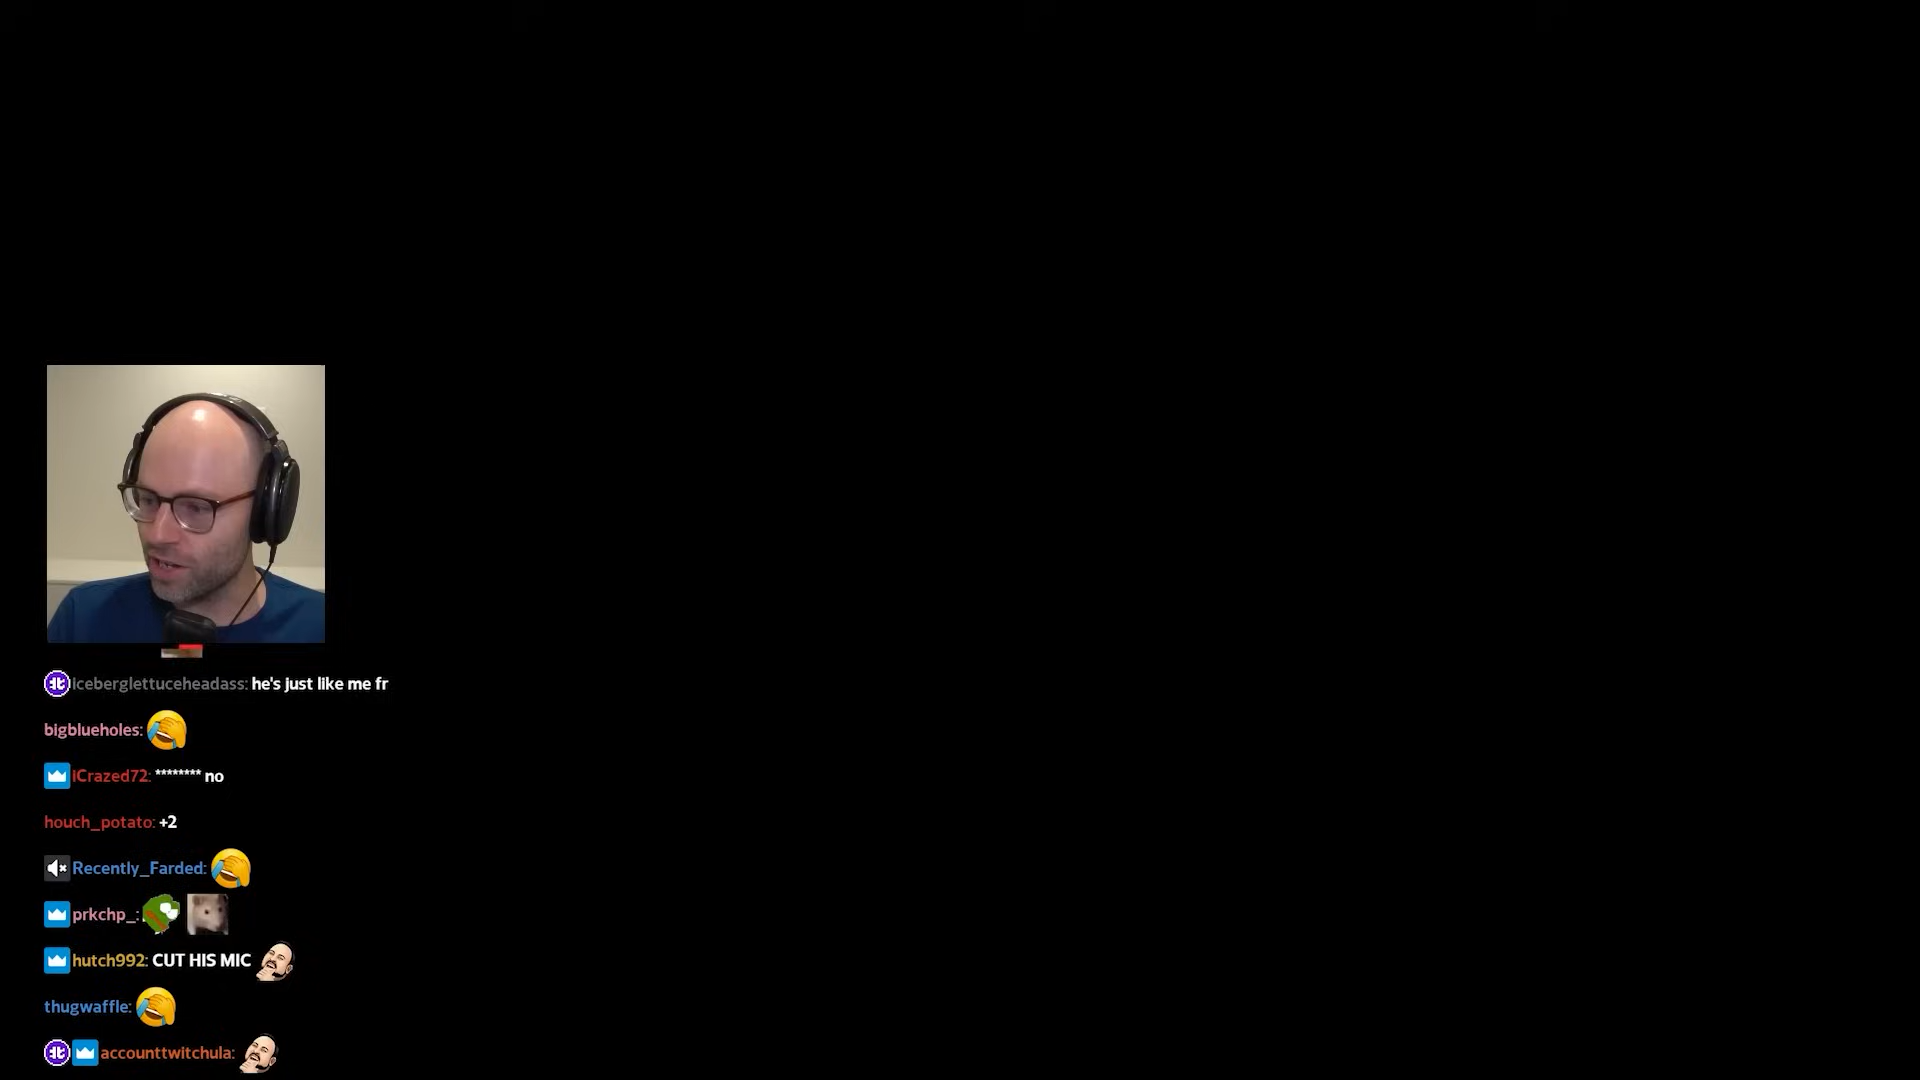 iceberglettuceheadass: he's just like me fr
bigblueholes:
iCrazed72: ******** no
houch_potato: +2
Recently_Farded:
prkchp_:
hutch992: CUT HIS MIC
thugwaffle:
accounttwitchula: